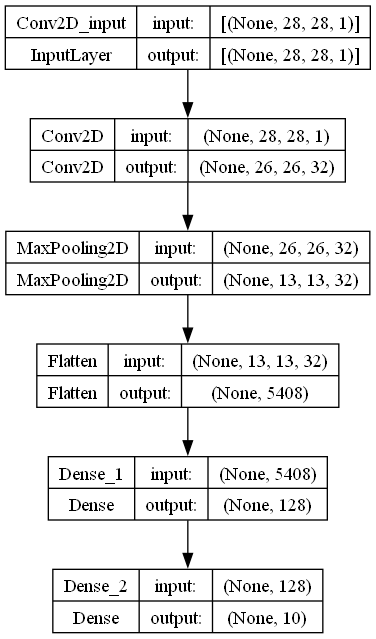 Conv2D_input input: [(None, 28, 28, 1)]
InputLayer output: [(None, 28, 28, 1)]
Conv2D input: (None, 28, 28, 1)
Conv2D output: (None, 26, 26, 32)
MaxPooling2D input: (None, 26, 26, 32)
MaxPooling2D output: (None, 13, 13, 32)
Flatten input: (None, 13, 13, 32)
Flatten output: (None, 5408)
Dense_1 input: (None, 5408)
Dense output: (None, 128)
Dense_2 input: (None, 128)
Dense output: (None, 10)